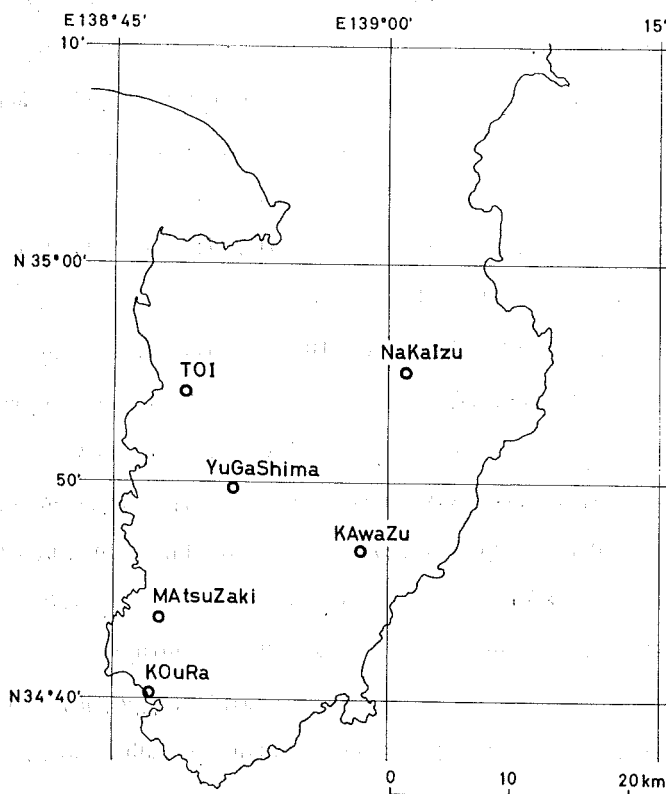 E138°45' E139°00' 15'
10'
N 35°00'
NaKaIzu
TOI
YuGaShima
50'
KAwaZu
MAtsuZaki
KOuRa
N34°40'
0 10 20km